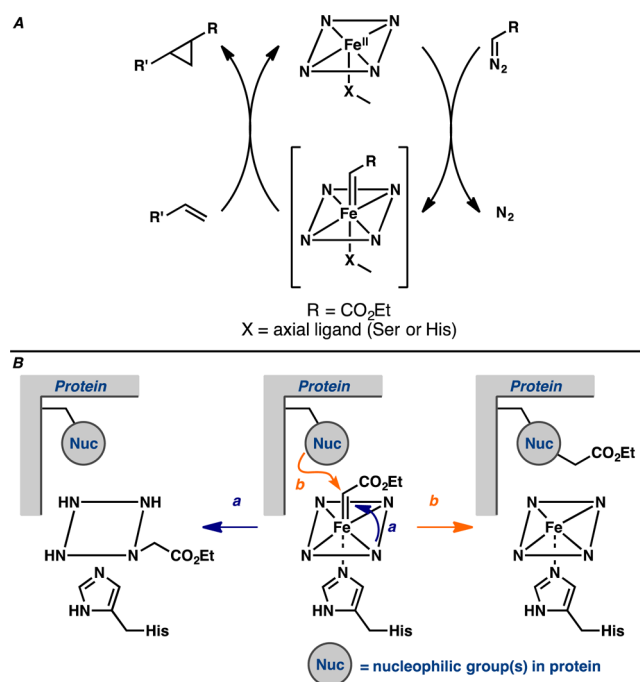 A
R
R'
N
N
Fe^II
N
N
X
R
N₂
R
R'
N
N
Fe
N
N
X
N₂
R = CO₂Et
X = axial ligand (Ser or His)
B
Protein
Protein
Protein
Nuc
Nuc
Nuc
CO₂Et
b
CO₂Et
HN
NH
a
N
N
b
N
N
HN
N
CO₂Et
Fe
a
N
N
Fe
N
N
N
N
N
HN
HN
HN
His
His
His
Nuc = nucleophilic group(s) in protein